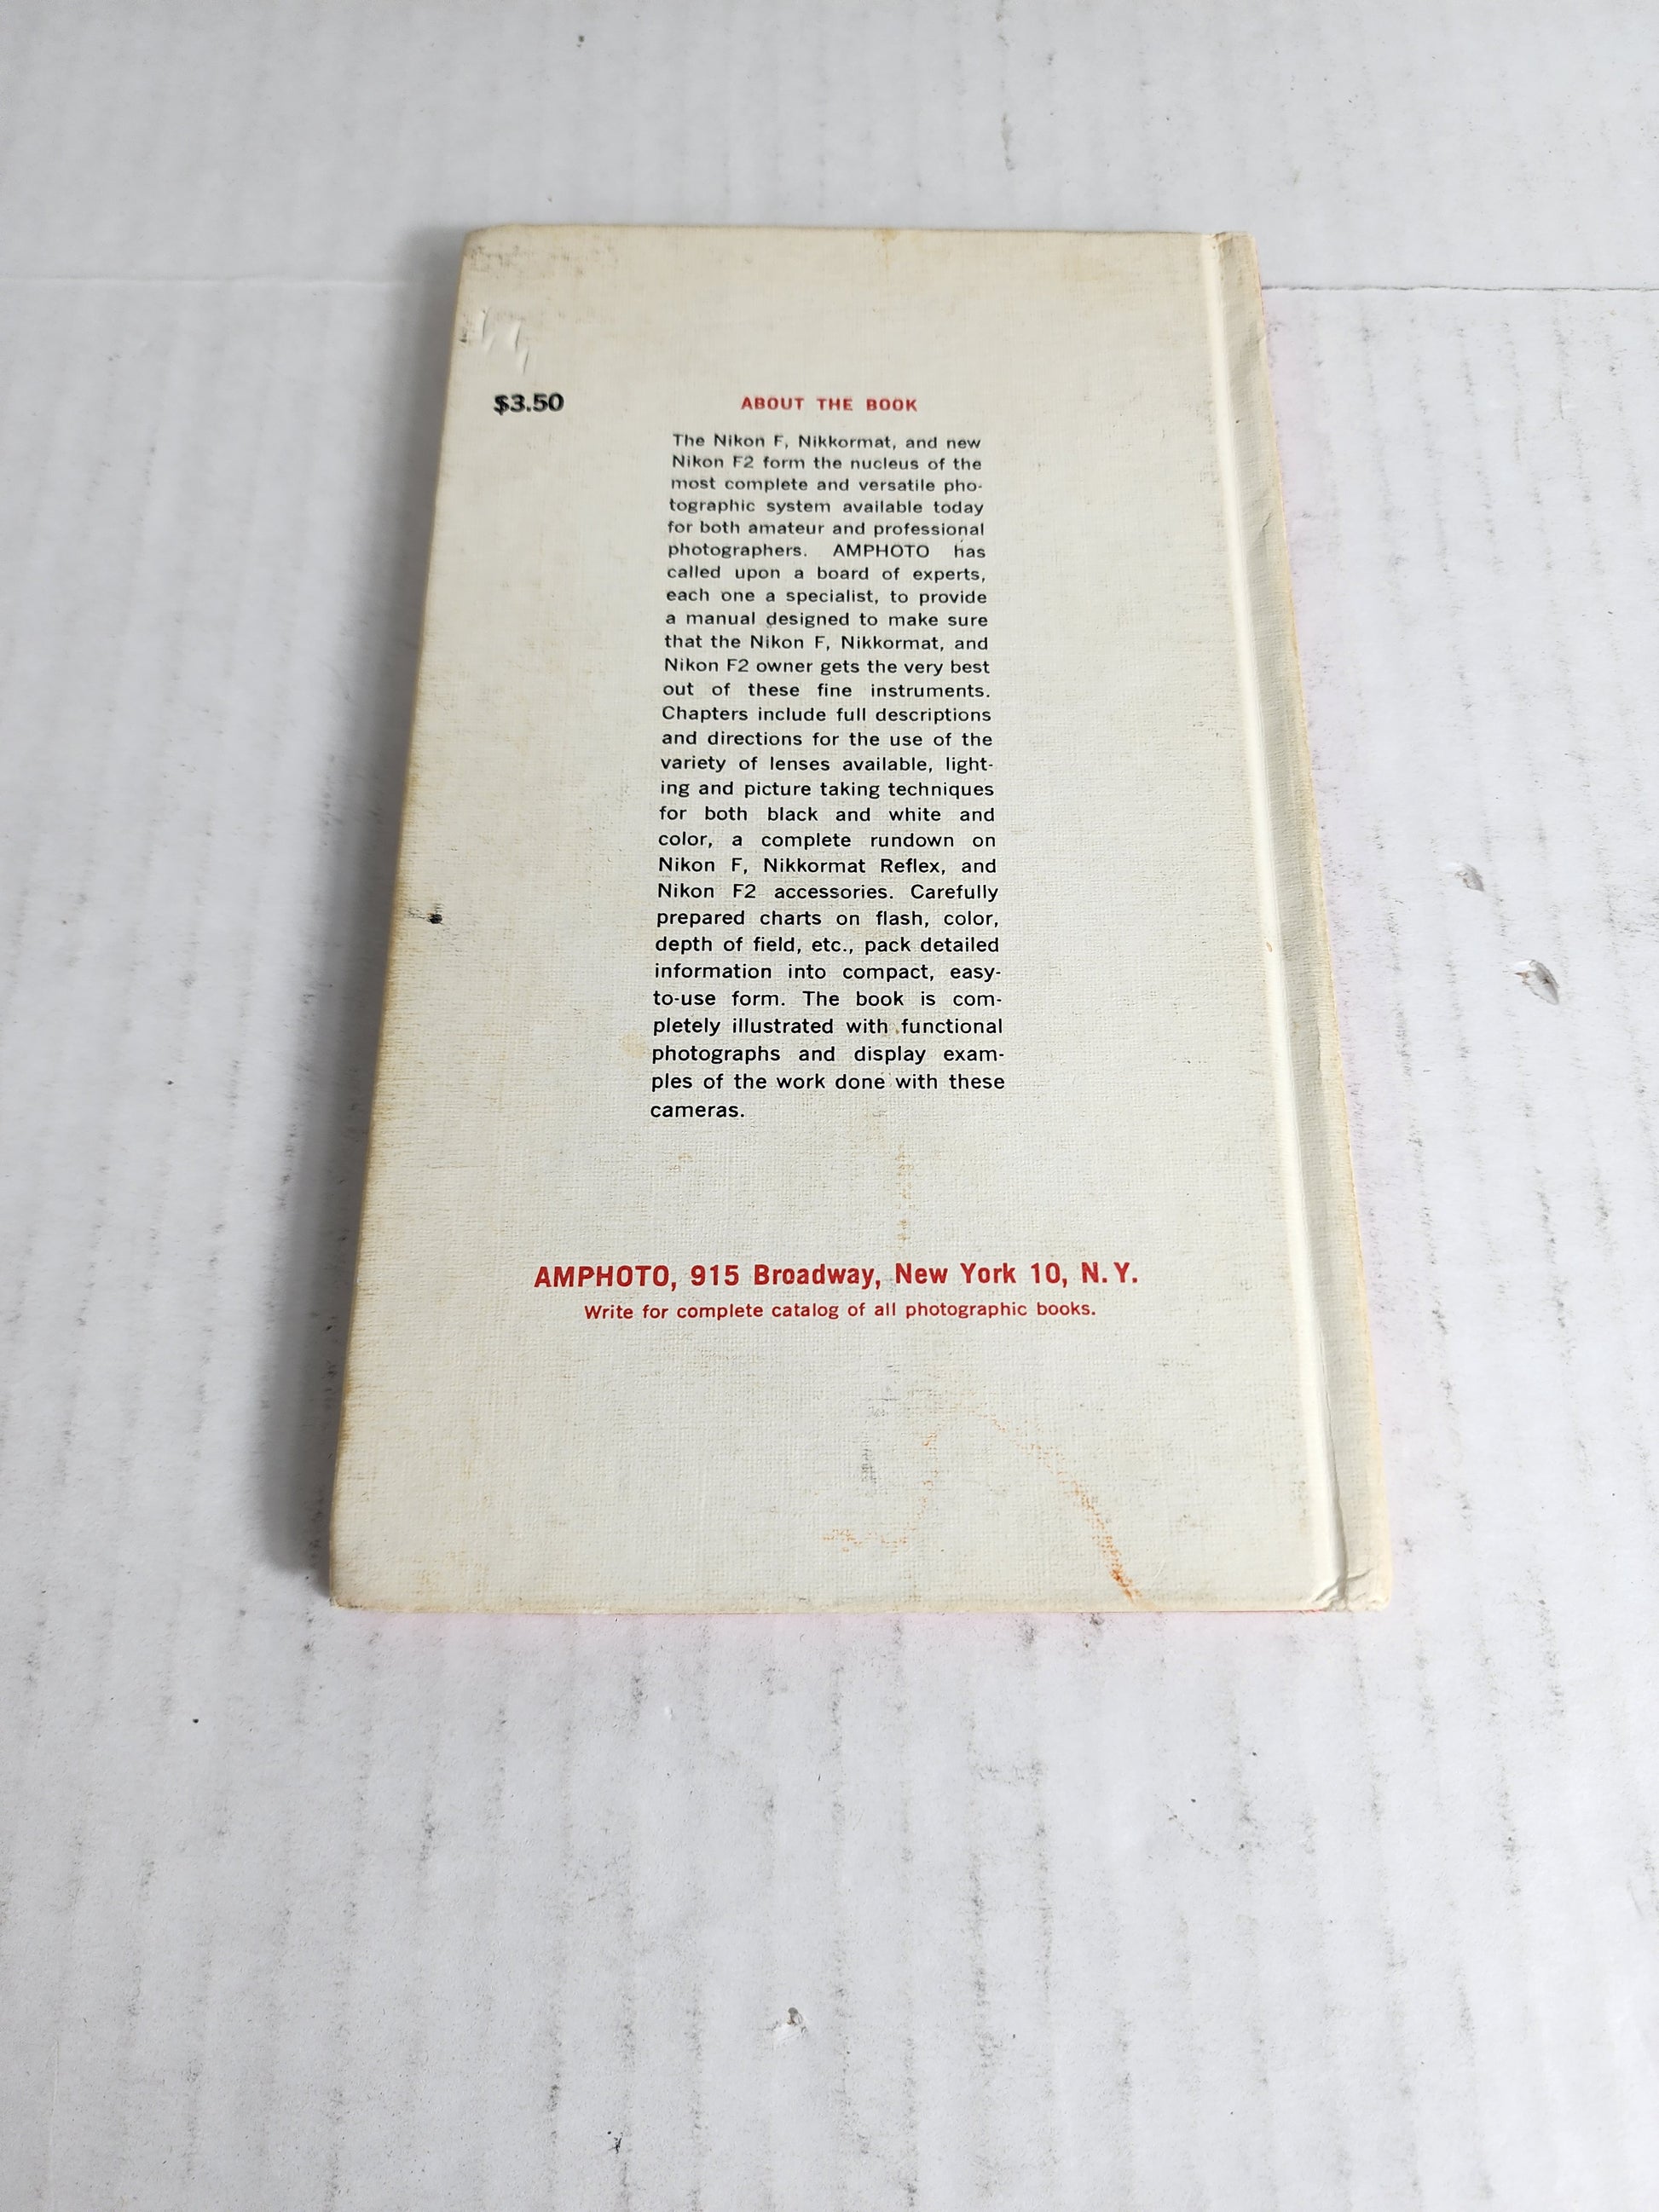 $3.50
ABOUT THE BOOK
The Nikon F, Nikkormat, and new
Nikon F2 form the nucleus of the
most complete and versatile pho-
tographic system available today
for both amateur and professional
photographers. AMPHOTO has
called upon a board of experts,
each one a specialist, to provide
a manual designed to make sure
that the Nikon F, Nikkormat, and
Nikon F2 owner gets the very best
out of these fine instruments.
Chapters include full descriptions
and directions for the use of the
variety of lenses available, light-
ing and picture taking techniques
for both black and white and
color, a complete rundown on
Nikon F, Nikkormat Reflex, and
Nikon F2 accessories. Carefully
prepared charts on flash, color,
depth of field, etc., pack detailed
information into compact, easy-
to-use form. The book is com-
pletely illustrated with functional
photographs and display exam-
ples of the work done with these
cameras.
AMPHOTO, 915 Broadway, New York 10, N.Y.
Write for complete catalog of all photographic books.